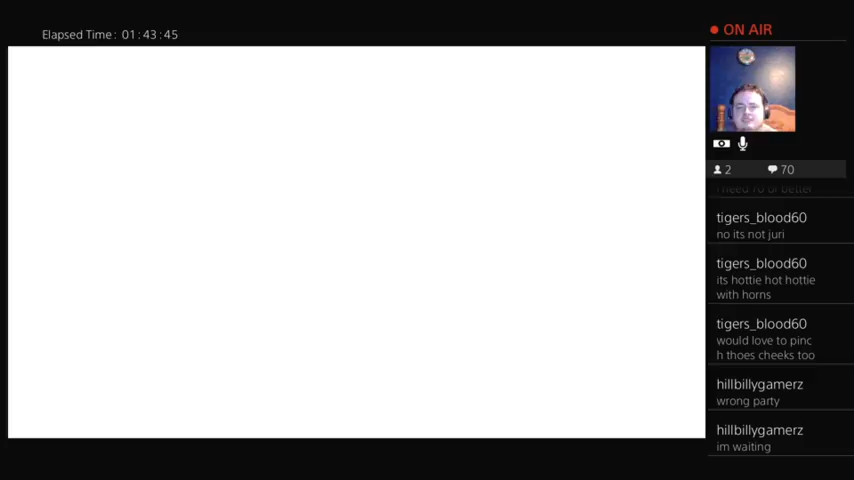 Elapsed Time: 01:43:45
ON AIR
2 70
tigers_blood60
no its not juri
tigers_blood60
its hottie hot hottie
with horns
tigers_blood60
would love to pinc
h thoes cheeks too
hillbillygamerz
wrong party
hillbillygamerz
im waiting